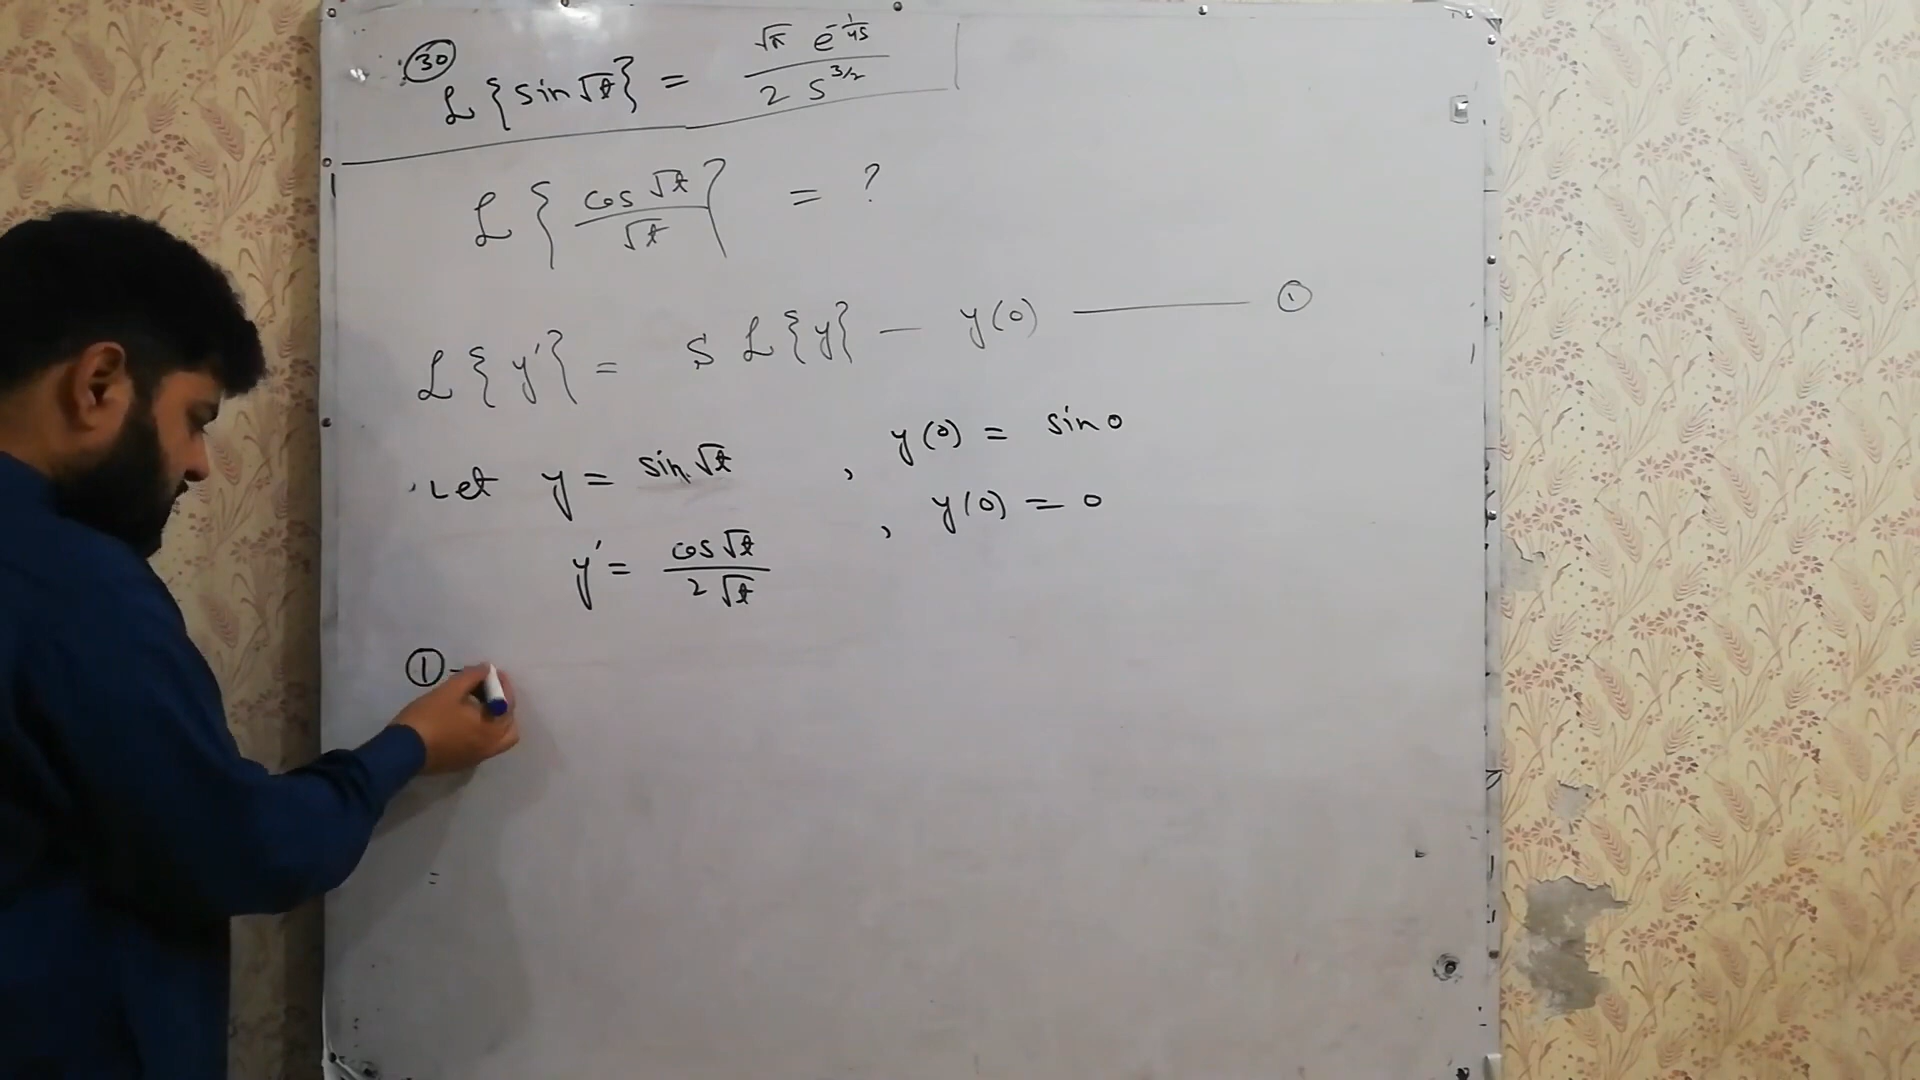 ㉚ L{sin√t} = √π e^(-1/4s) / 2 s^(3/2)
L{cos√t / √t} = ?
L{y'} = s L{y} — y(0) ——— ①
Let y = sin√t , y(0) = sin 0
y' = cos√t / 2√t , y(0) = 0
① -
=